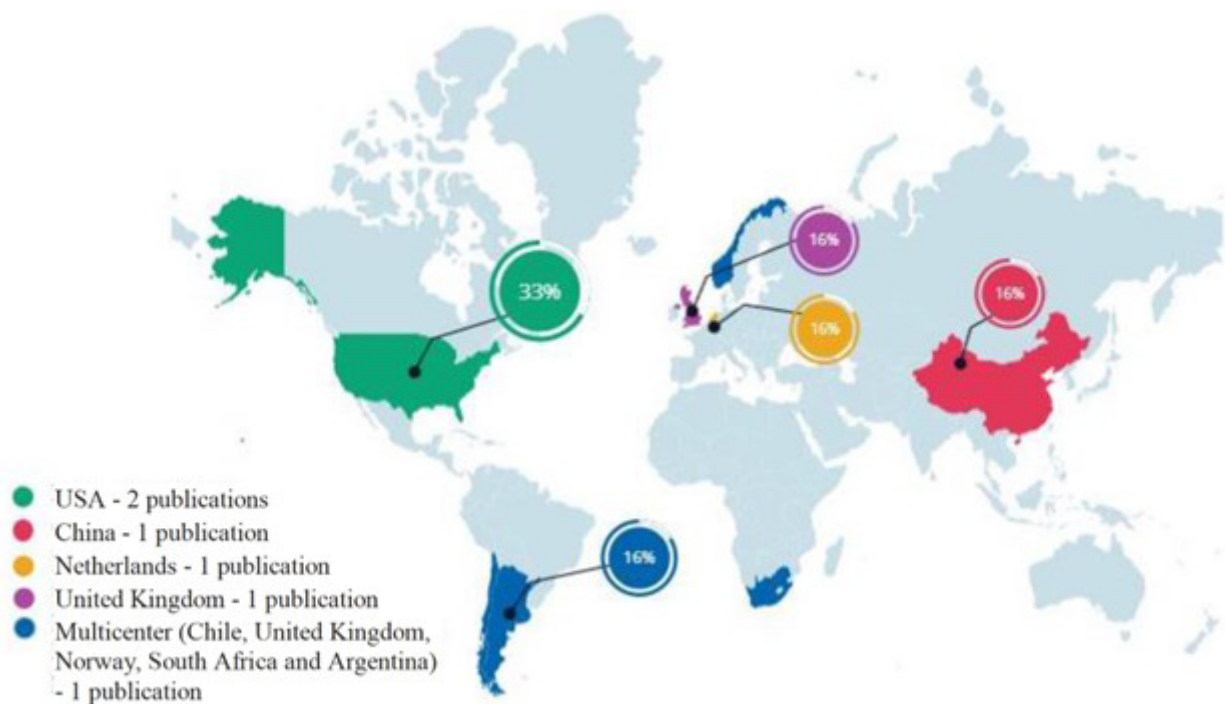 16%
33%
16%
16%
16%
USA - 2 publications
China - 1 publication
Netherlands - 1 publication
United Kingdom - 1 publication
Multicenter (Chile, United Kingdom,
Norway, South Africa and Argentina)
- 1 publication